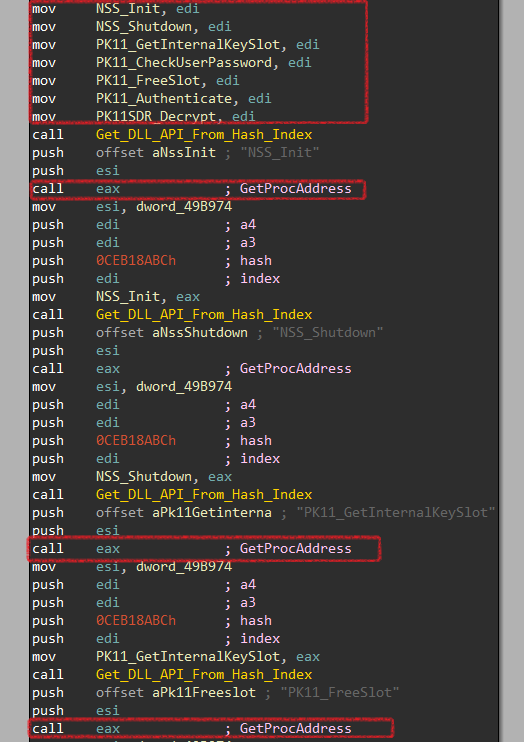 mov NSS_Init, edi
mov NSS_Shutdown, edi
mov PK11_GetInternalKeySlot, edi
mov PK11_CheckUserPassword, edi
mov PK11_FreeSlot, edi
mov PK11_Authenticate, edi
mov PK11SDR_Decrypt, edi
call Get_DLL_API_From_Hash_Index
push offset aNssInit ; "NSS_Init"
push esi
call eax ; GetProcAddress
mov esi, dword_49B974
push edi ; a4
push edi ; a3
push 0CEB18ABCh ; hash
push edi ; index
mov NSS_Init, eax
call Get_DLL_API_From_Hash_Index
push offset aNssShutdown ; "NSS_Shutdown"
push esi
call eax ; GetProcAddress
mov esi, dword_49B974
push edi ; a4
push edi ; a3
push 0CEB18ABCh ; hash
push edi ; index
mov NSS_Shutdown, eax
call Get_DLL_API_From_Hash_Index
push offset aPk11Getinterna ; "PK11_GetInternalKeySlot"
push esi
call eax ; GetProcAddress
mov esi, dword_49B974
push edi ; a4
push edi ; a3
push 0CEB18ABCh ; hash
push edi ; index
mov PK11_GetInternalKeySlot, eax
call Get_DLL_API_From_Hash_Index
push offset aPk11Freeslot ; "PK11_FreeSlot"
push esi
call eax ; GetProcAddress